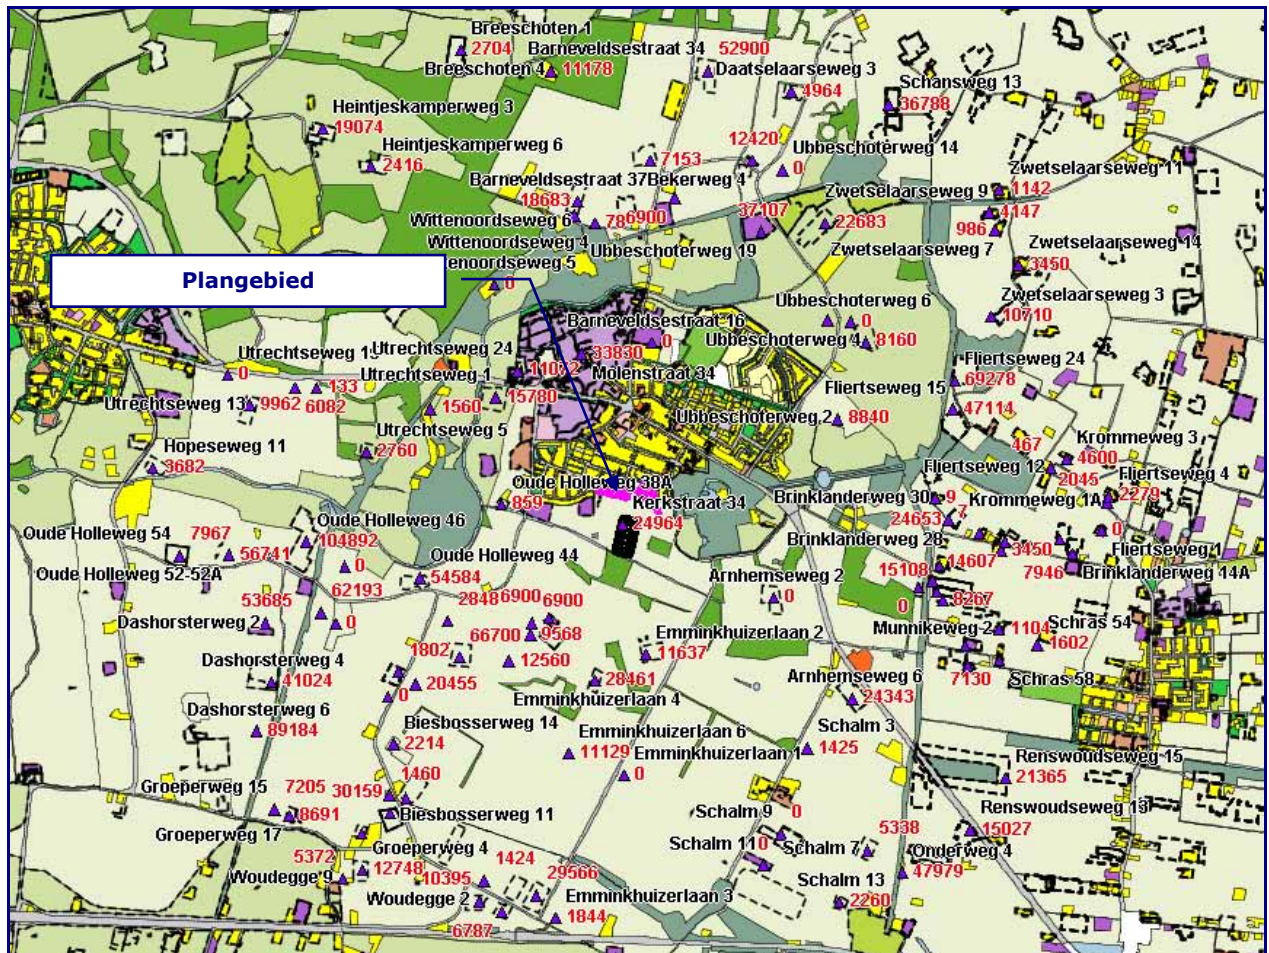 Breeschoten 1
2704
Barneveldsestraat 34
52900
Breeschoten 4
11178
Daatselaarseweg 3
4964
Schansweg 13
36788
Heintjeskamperweg 3
19074
Heintjeskamperweg 6
2416
7153
12420
Ubbeschoterweg 14
0
Zwetselaarseweg 11
1142
Barneveldsestraat 37
Bekerweg 4
Zwetselaarseweg 9
18683
4147
Wittenoordseweg 6
78
6900
37107
22683
986
Wittenoordseweg 4
Ubbeschoterweg 19
Zwetselaarseweg 7
Zwetselaarseweg 14
3450
tenoordseweg 5
Plangebied
0
Zwetselaarseweg 3
10710
Ubbeschoterweg 6
0
Barneveldsestraat 16
0
Ubbeschoterweg 4
8160
Utrechtseweg 24
33830
Fliertseweg 24
69278
0
Utrechtseweg 1
11072
Molenstraat 34
Fliertseweg 15
133
9962
6082
15780
Utrechtseweg 13
1560
Ubbeschoterweg 2
8840
47114
Utrechtseweg 5
2760
467
Krommeweg 3
4600
Hopeseweg 11
3682
Fliertseweg 12
2045
Fliertseweg 4
2279
Oude Holleweg 38A
859
Kerkstraat 34
24964
Brinklanderweg 30
9
Krommeweg 1A
24653
7
0
Oude Holleweg 46
Oude Holleweg 54
7967
56741
104892
Brinklanderweg 28
3450
Fliertseweg 1
Oude Holleweg 52-52A
0
Oude Holleweg 44
54584
Arnhemseweg 2
0
15108
14607
7946
Brinklanderweg 44A
53685
62193
0
2848
6900
6900
0
8267
Dashorsterweg 2
66700
9568
Emminkhuizerlaan 2
11637
Munnikeweg 2
1104
Schras 54
1602
Dashorsterweg 4
41024
1802
12560
20455
0
28461
Emminkhuizerlaan 4
Arnhemseweg 6
24343
7130
Schras 58
Dashorsterweg 6
89184
Biesbosserweg 14
2214
Emminkhuizerlaan 6
11129
Emminkhuizerlaan 1
0
Schalm 3
1425
Renswoudseweg 15
21365
Groeperweg 15
7205
30159
1460
8691
Biesbosserweg 11
Schalm 9
0
Renswoudseweg 13
15027
Groeperweg 17
Groeperweg 4
Schalm 11
0
Schalm 7
5338
Onderweg 4
47979
5372
12748
1424
Woudegge 9
10395
29566
Woudegge 2
6787
Emminkhuizerlaan 3
1844
Schalm 13
2260